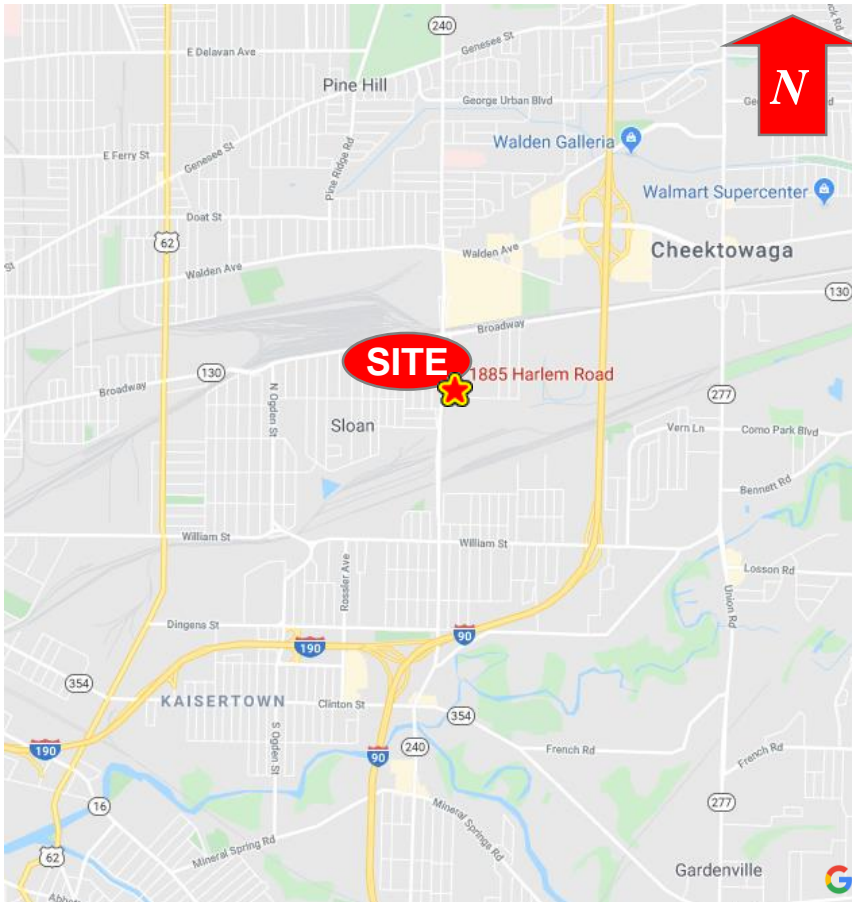 240
E Delavan Ave
Genesee St
Pine Hill
N
George Urban Blvd
Walden Galleria
E Ferry St
Genesee St
Pine Ridge Rd
Walmart Supercenter
Doat St
62
Walden Ave
Cheektowaga
St
Walden Ave
130
Broadway
SITE
1885 Harlem Road
130
Broadway
277
N Ogden St
Sloan
Vern Ln
Como Park Blvd
Bennett Rd
William St
William St
Rossler Ave
Losson Rd
Union Rd
Dingens St
90
190
354
KAISERTOWN
Clinton St
354
S Ogden St
240
190
90
French Rd
French Rd
16
277
Mineral Springs Rd
Mineral Spring Rd
62
Gardenville
G